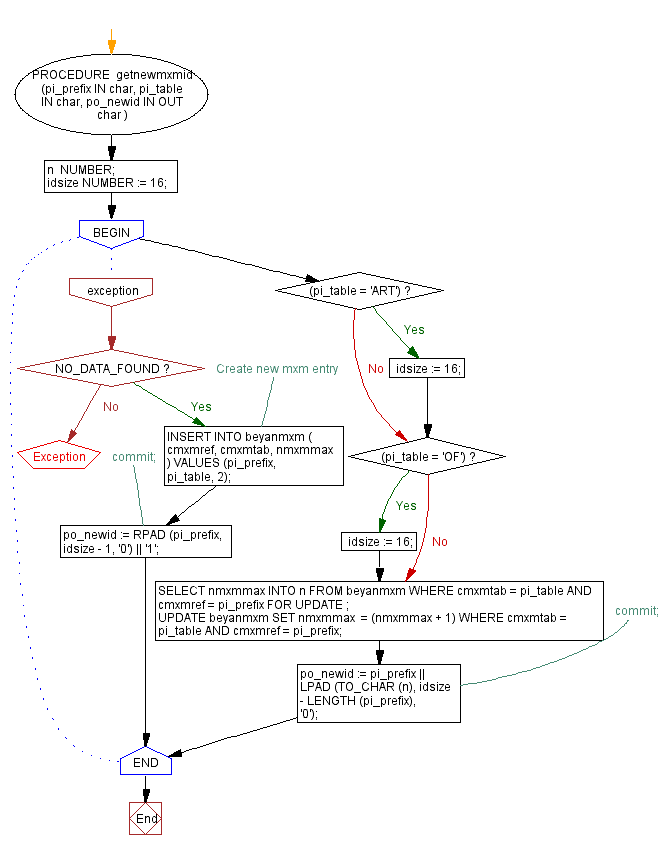 PROCEDURE getnewmxmid
(pi_prefix IN char, pi_table
IN char, po_newid IN OUT
char )
n NUMBER;
idsize NUMBER := 16;
BEGIN
exception
(pi_table = 'ART') ?
Yes
No
idsize := 16;
NO_DATA_FOUND ?
Create new mxm entry
No
Yes
Exception
commit;
INSERT INTO beyanmxm (
cmxmref, cmxmtab, nmxmmax
) VALUES (pi_prefix,
pi_table, 2);
(pi_table = 'OF') ?
Yes
No
idsize := 16;
po_newid := RPAD (pi_prefix,
idsize - 1, '0') || '1';
SELECT nmxmmax INTO n FROM beyanmxm WHERE cmxmtab = pi_table AND
cmxmref = pi_prefix FOR UPDATE ;
UPDATE beyanmxm SET nmxmmax = (nmxmmax + 1) WHERE cmxmtab =
pi_table AND cmxmref = pi_prefix;
commit;
po_newid := pi_prefix ||
LPAD (TO_CHAR (n), idsize
- LENGTH (pi_prefix),
'0');
END
End